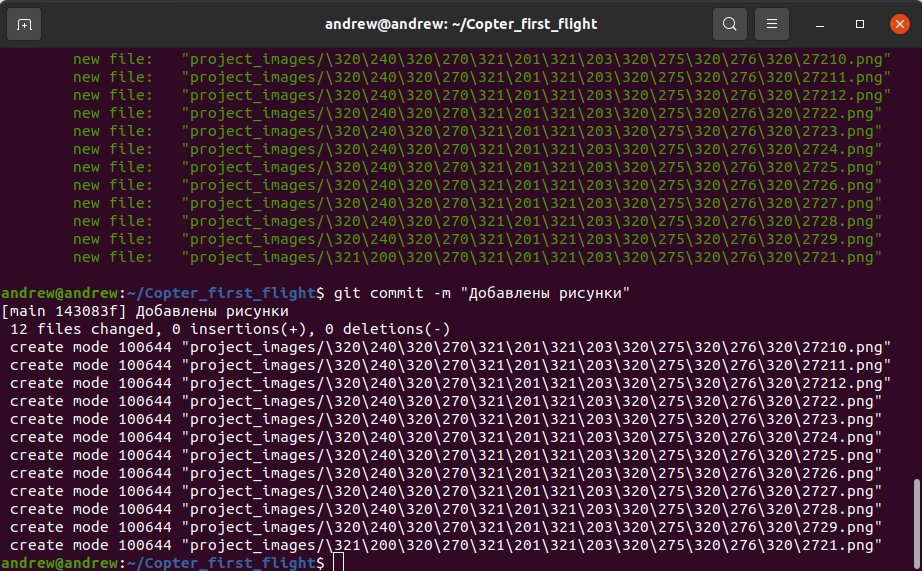 andrew@andrew: ~/Copter_first_flight
new file:   "project_images/\320\240\320\270\321\201\321\203\320\275\320\276\320\27210.png"
new file:   "project_images/\320\240\320\270\321\201\321\203\320\275\320\276\320\27211.png"
new file:   "project_images/\320\240\320\270\321\201\321\203\320\275\320\276\320\27212.png"
new file:   "project_images/\320\240\320\270\321\201\321\203\320\275\320\276\320\2722.png"
new file:   "project_images/\320\240\320\270\321\201\321\203\320\275\320\276\320\2723.png"
new file:   "project_images/\320\240\320\270\321\201\321\203\320\275\320\276\320\2724.png"
new file:   "project_images/\320\240\320\270\321\201\321\203\320\275\320\276\320\2725.png"
new file:   "project_images/\320\240\320\270\321\201\321\203\320\275\320\276\320\2726.png"
new file:   "project_images/\320\240\320\270\321\201\321\203\320\275\320\276\320\2727.png"
new file:   "project_images/\320\240\320\270\321\201\321\203\320\275\320\276\320\2728.png"
new file:   "project_images/\320\240\320\270\321\201\321\203\320\275\320\276\320\2729.png"
new file:   "project_images/\321\200\320\270\321\201\321\203\320\275\320\276\320\2721.png"
andrew@andrew:~/Copter_first_flight$ git commit -m "Добавлены рисунки"
[main 143083f] Добавлены рисунки
 12 files changed, 0 insertions(+), 0 deletions(-)
 create mode 100644 "project_images/\320\240\320\270\321\201\321\203\320\275\320\276\320\27210.png"
 create mode 100644 "project_images/\320\240\320\270\321\201\321\203\320\275\320\276\320\27211.png"
 create mode 100644 "project_images/\320\240\320\270\321\201\321\203\320\275\320\276\320\27212.png"
 create mode 100644 "project_images/\320\240\320\270\321\201\321\203\320\275\320\276\320\2722.png"
 create mode 100644 "project_images/\320\240\320\270\321\201\321\203\320\275\320\276\320\2723.png"
 create mode 100644 "project_images/\320\240\320\270\321\201\321\203\320\275\320\276\320\2724.png"
 create mode 100644 "project_images/\320\240\320\270\321\201\321\203\320\275\320\276\320\2725.png"
 create mode 100644 "project_images/\320\240\320\270\321\201\321\203\320\275\320\276\320\2726.png"
 create mode 100644 "project_images/\320\240\320\270\321\201\321\203\320\275\320\276\320\2727.png"
 create mode 100644 "project_images/\320\240\320\270\321\201\321\203\320\275\320\276\320\2728.png"
 create mode 100644 "project_images/\320\240\320\270\321\201\321\203\320\275\320\276\320\2729.png"
 create mode 100644 "project_images/\321\200\320\270\321\201\321\203\320\275\320\276\320\2721.png"
andrew@andrew:~/Copter_first_flight$